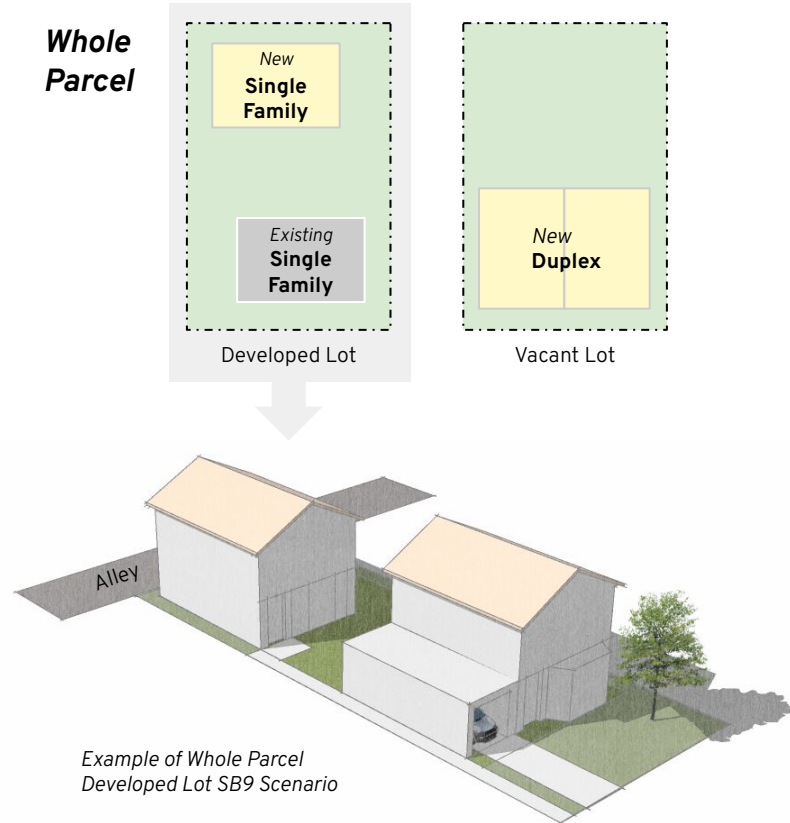 Whole
Parcel
New
Single
Family
Existing
Single
Family
Developed Lot
New
Duplex
Vacant Lot
Alley
Example of Whole Parcel
Developed Lot SB9 Scenario